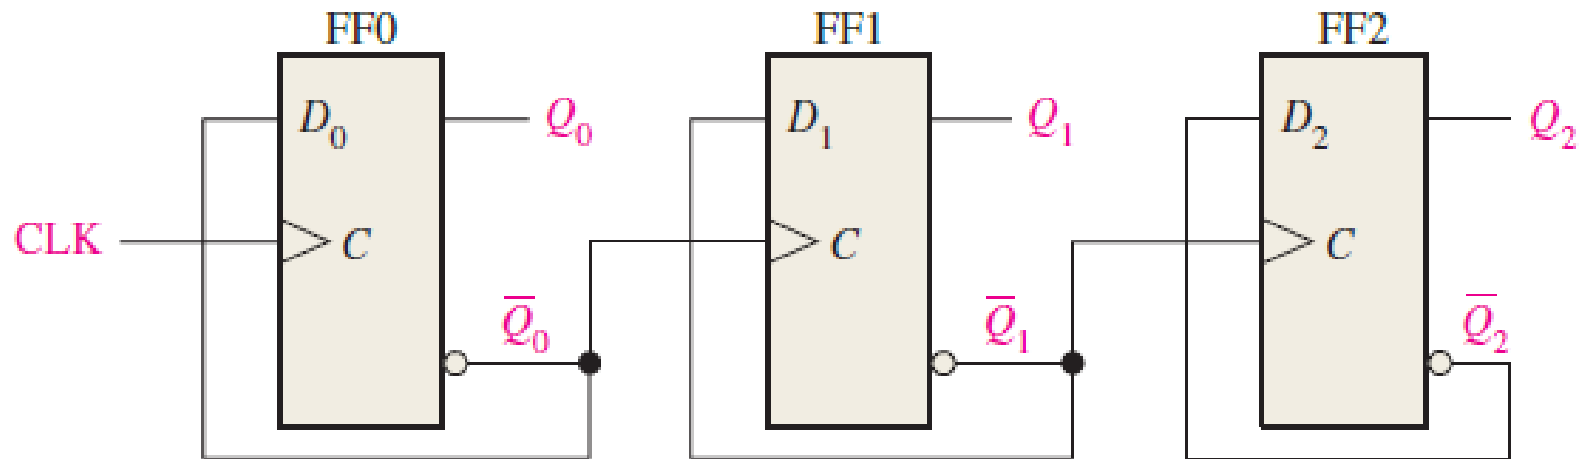 FF0 FF1 FF2
D₀ Q₀ D₁ Q₁ D₂ Q₂
CLK C C C
Q̅₀ Q̅₁ Q̅₂